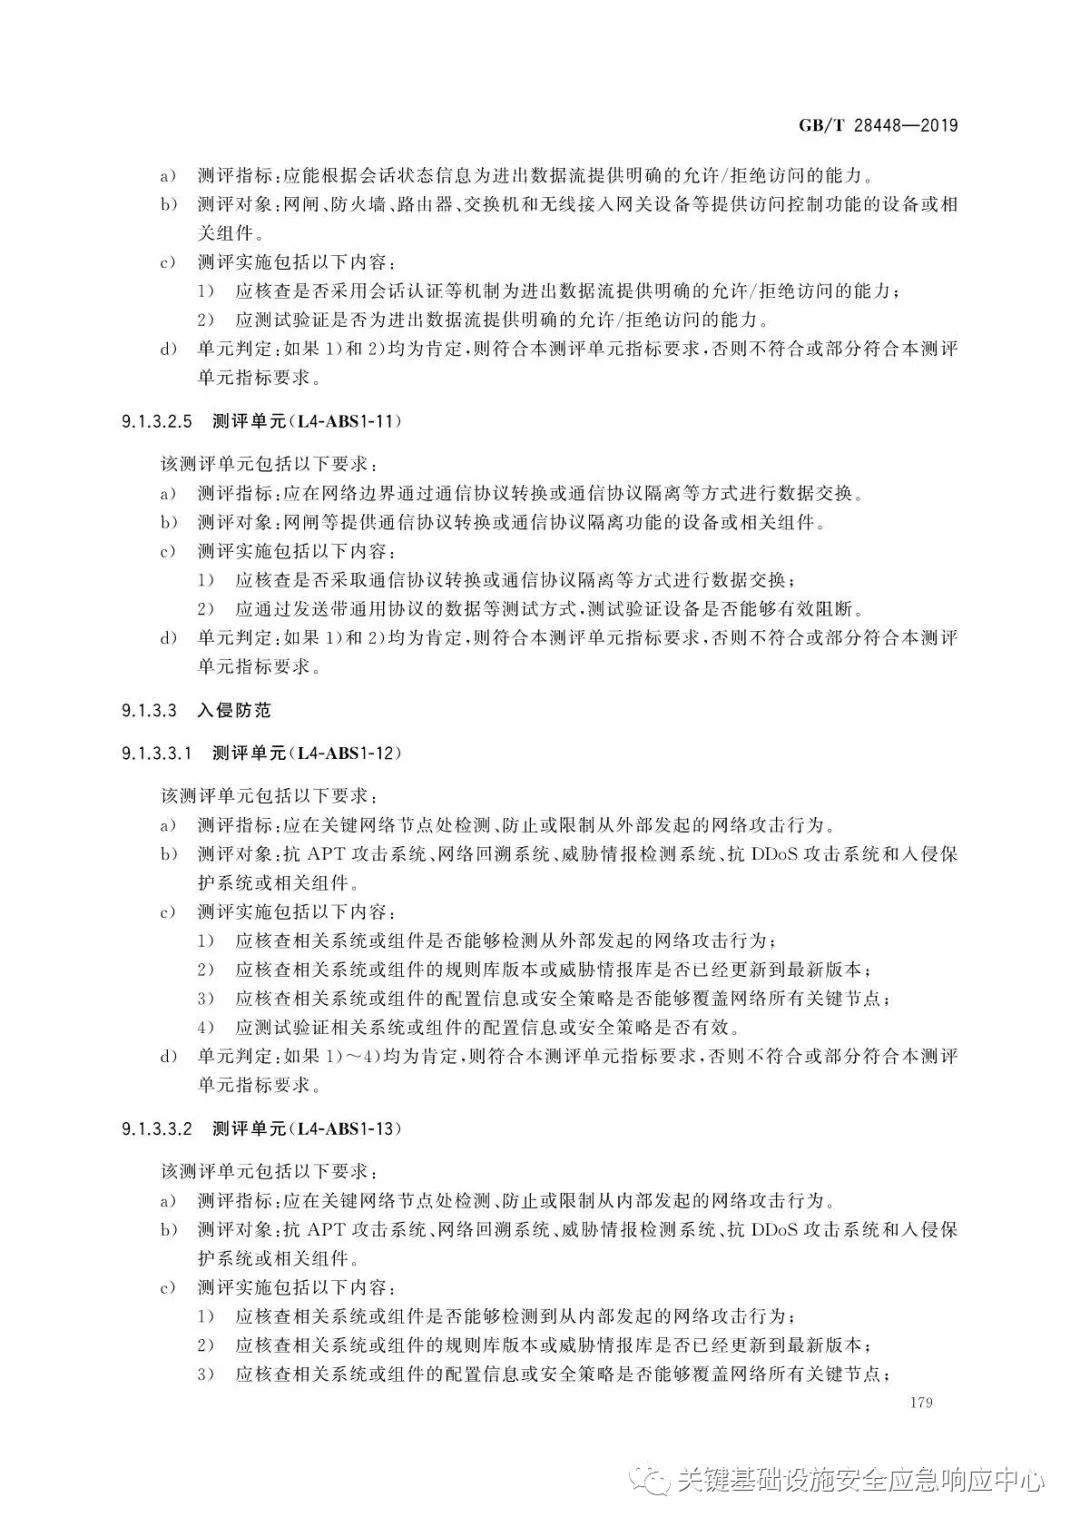 GB/T 28448—2019
a) 测评指标:应能根据会话状态信息为进出数据流提供明确的允许/拒绝访问的能力。
b) 测评对象:网闸、防火墙、路由器、交换机和无线接入网关设备等提供访问控制功能的设备或相
关组件。
c) 测评实施包括以下内容:
1) 应核查是否采用会话认证等机制为进出数据流提供明确的允许/拒绝访问的能力;
2) 应测试验证是否为进出数据流提供明确的允许/拒绝访问的能力。
d) 单元判定:如果 1)和 2)均为肯定,则符合本测评单元指标要求,否则不符合或部分符合本测评
单元指标要求。
9.1.3.2.5 测评单元(L4-ABS1-11)
该测评单元包括以下要求:
a) 测评指标:应在网络边界通过通信协议转换或通信协议隔离等方式进行数据交换。
b) 测评对象:网闸等提供通信协议转换或通信协议隔离功能的设备或相关组件。
c) 测评实施包括以下内容:
1) 应核查是否采取通信协议转换或通信协议隔离等方式进行数据交换;
2) 应通过发送带通用协议的数据等测试方式,测试验证设备是否能够有效阻断。
d) 单元判定:如果 1)和 2)均为肯定,则符合本测评单元指标要求,否则不符合或部分符合本测评
单元指标要求。
9.1.3.3 入侵防范
9.1.3.3.1 测评单元(L4-ABS1-12)
该测评单元包括以下要求:
a) 测评指标:应在关键网络节点处检测、防止或限制从外部发起的网络攻击行为。
b) 测评对象:抗 APT 攻击系统、网络回溯系统、威胁情报检测系统、抗 DDoS 攻击系统和入侵保
护系统或相关组件。
c) 测评实施包括以下内容:
1) 应核查相关系统或组件是否能够检测从外部发起的网络攻击行为;
2) 应核查相关系统或组件的规则库版本或威胁情报库是否已经更新到最新版本;
3) 应核查相关系统或组件的配置信息或安全策略是否能够覆盖网络所有关键节点;
4) 应测试验证相关系统或组件的配置信息或安全策略是否有效。
d) 单元判定:如果 1)～4)均为肯定,则符合本测评单元指标要求,否则不符合或部分符合本测评
单元指标要求。
9.1.3.3.2 测评单元(L4-ABS1-13)
该测评单元包括以下要求:
a) 测评指标:应在关键网络节点处检测、防止或限制从内部发起的网络攻击行为。
b) 测评对象:抗 APT 攻击系统、网络回溯系统、威胁情报检测系统、抗 DDoS 攻击系统和入侵保
护系统或相关组件。
c) 测评实施包括以下内容:
1) 应核查相关系统或组件是否能够检测到从内部发起的网络攻击行为;
2) 应核查相关系统或组件的规则库版本或威胁情报库是否已经更新到最新版本;
3) 应核查相关系统或组件的配置信息或安全策略是否能够覆盖网络所有关键节点;
179
关键基础设施安全应急响应中心